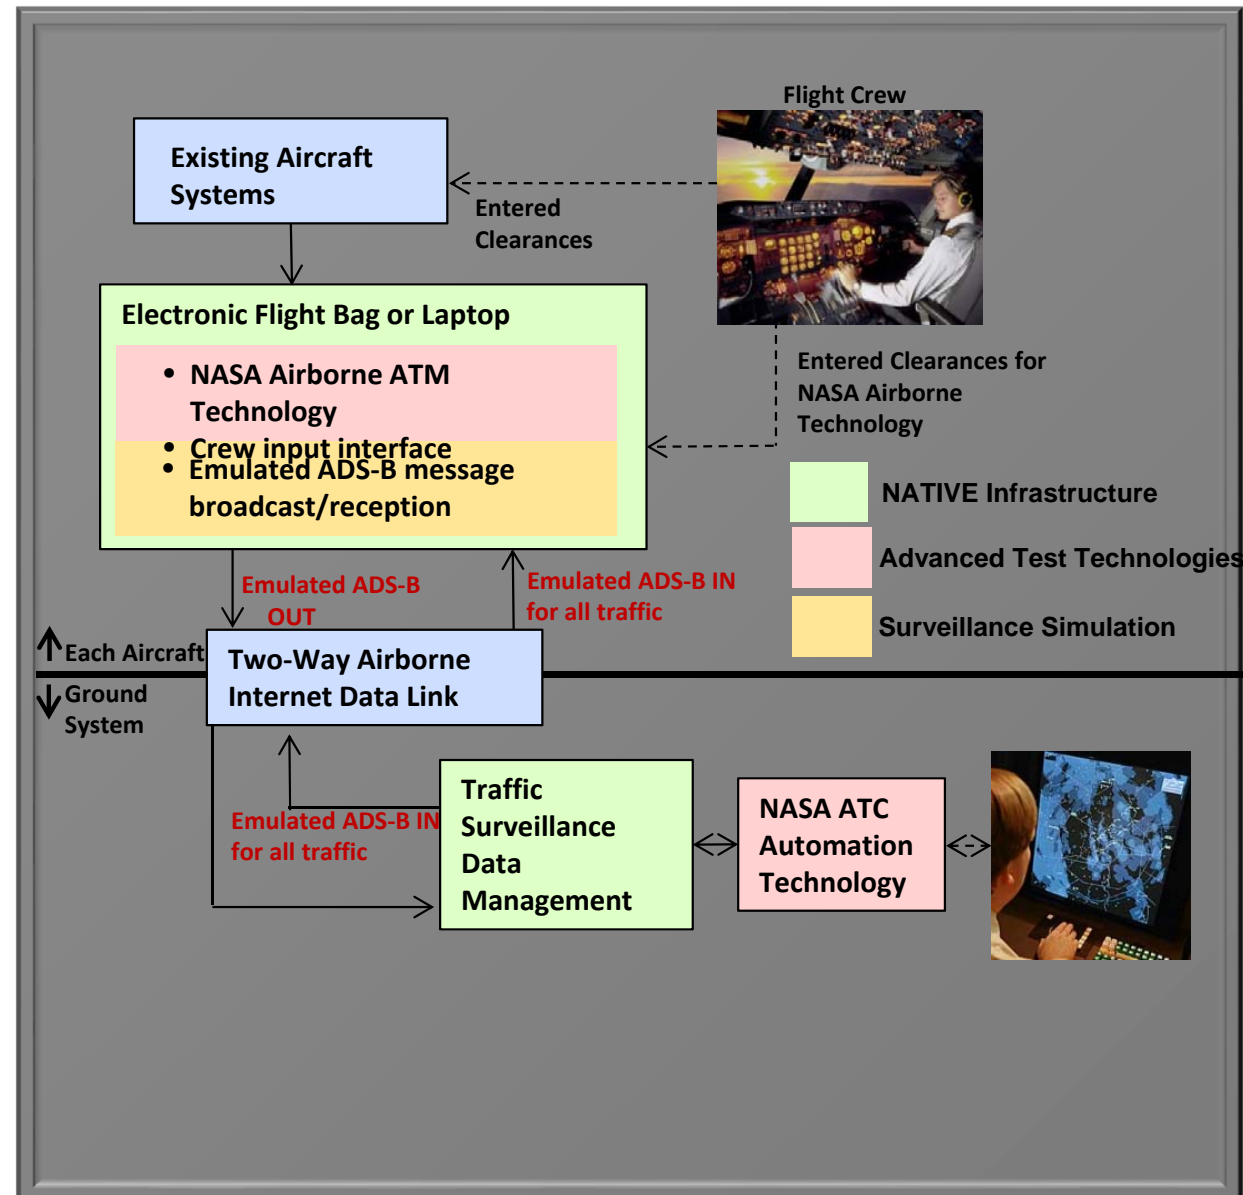 Flight Crew
Existing Aircraft
Systems
Entered
Clearances
Electronic Flight Bag or Laptop
• NASA Airborne ATM
Technology
• Crew input interface
• Emulated ADS-B message
broadcast/reception
Entered Clearances for
NASA Airborne
Technology
NATIVE Infrastructure
Advanced Test Technologies
Surveillance Simulation
Emulated ADS-B
OUT
Emulated ADS-B IN
for all traffic
Each Aircraft
Ground
System
Two-Way Airborne
Internet Data Link
Emulated ADS-B IN
for all traffic
Traffic
Surveillance
Data
Management
NASA ATC
Automation
Technology